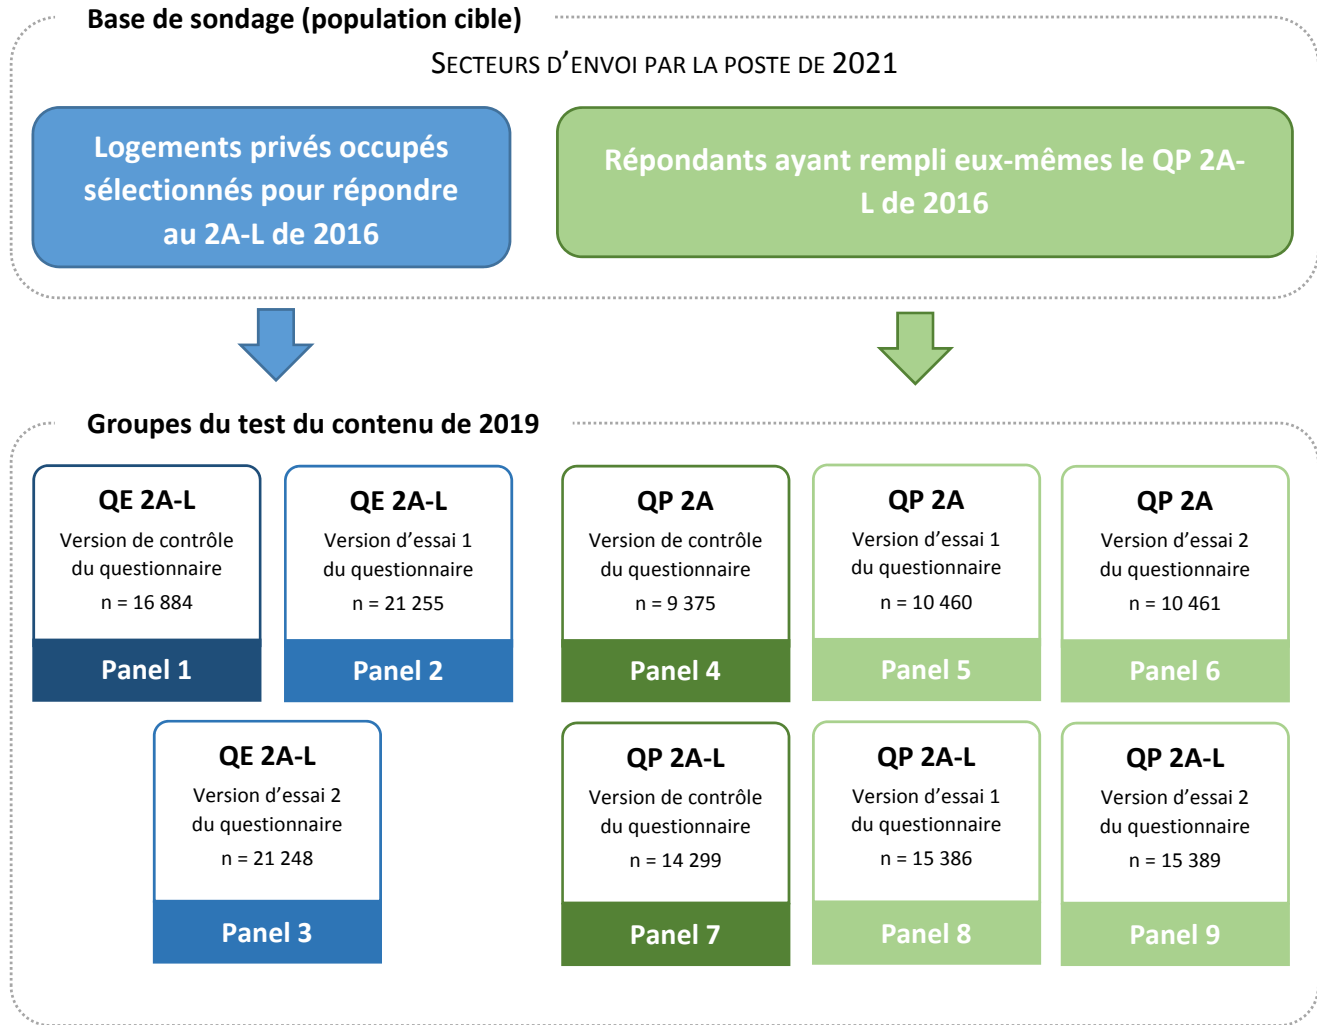 Base de sondage (population cible)
SECTEURS D'ENVOI PAR LA POSTE DE 2021
Logements privés occupés
sélectionnés pour répondre
au 2A-L de 2016
Répondants ayant rempli eux-mêmes le QP 2A-
L de 2016
Groupes du test du contenu de 2019
QE 2A-L
Version de contrôle
du questionnaire
n = 16 884
Panel 1
QE 2A-L
Version d'essai 1
du questionnaire
n = 21 255
Panel 2
QE 2A-L
Version d'essai 2
du questionnaire
n = 21 248
Panel 3
QP 2A
Version de contrôle
du questionnaire
n = 9 375
Panel 4
QP 2A
Version d'essai 1
du questionnaire
n = 10 460
Panel 5
QP 2A
Version d'essai 2
du questionnaire
n = 10 461
Panel 6
QP 2A-L
Version de contrôle
du questionnaire
n = 14 299
Panel 7
QP 2A-L
Version d'essai 1
du questionnaire
n = 15 386
Panel 8
QP 2A-L
Version d'essai 2
du questionnaire
n = 15 389
Panel 9